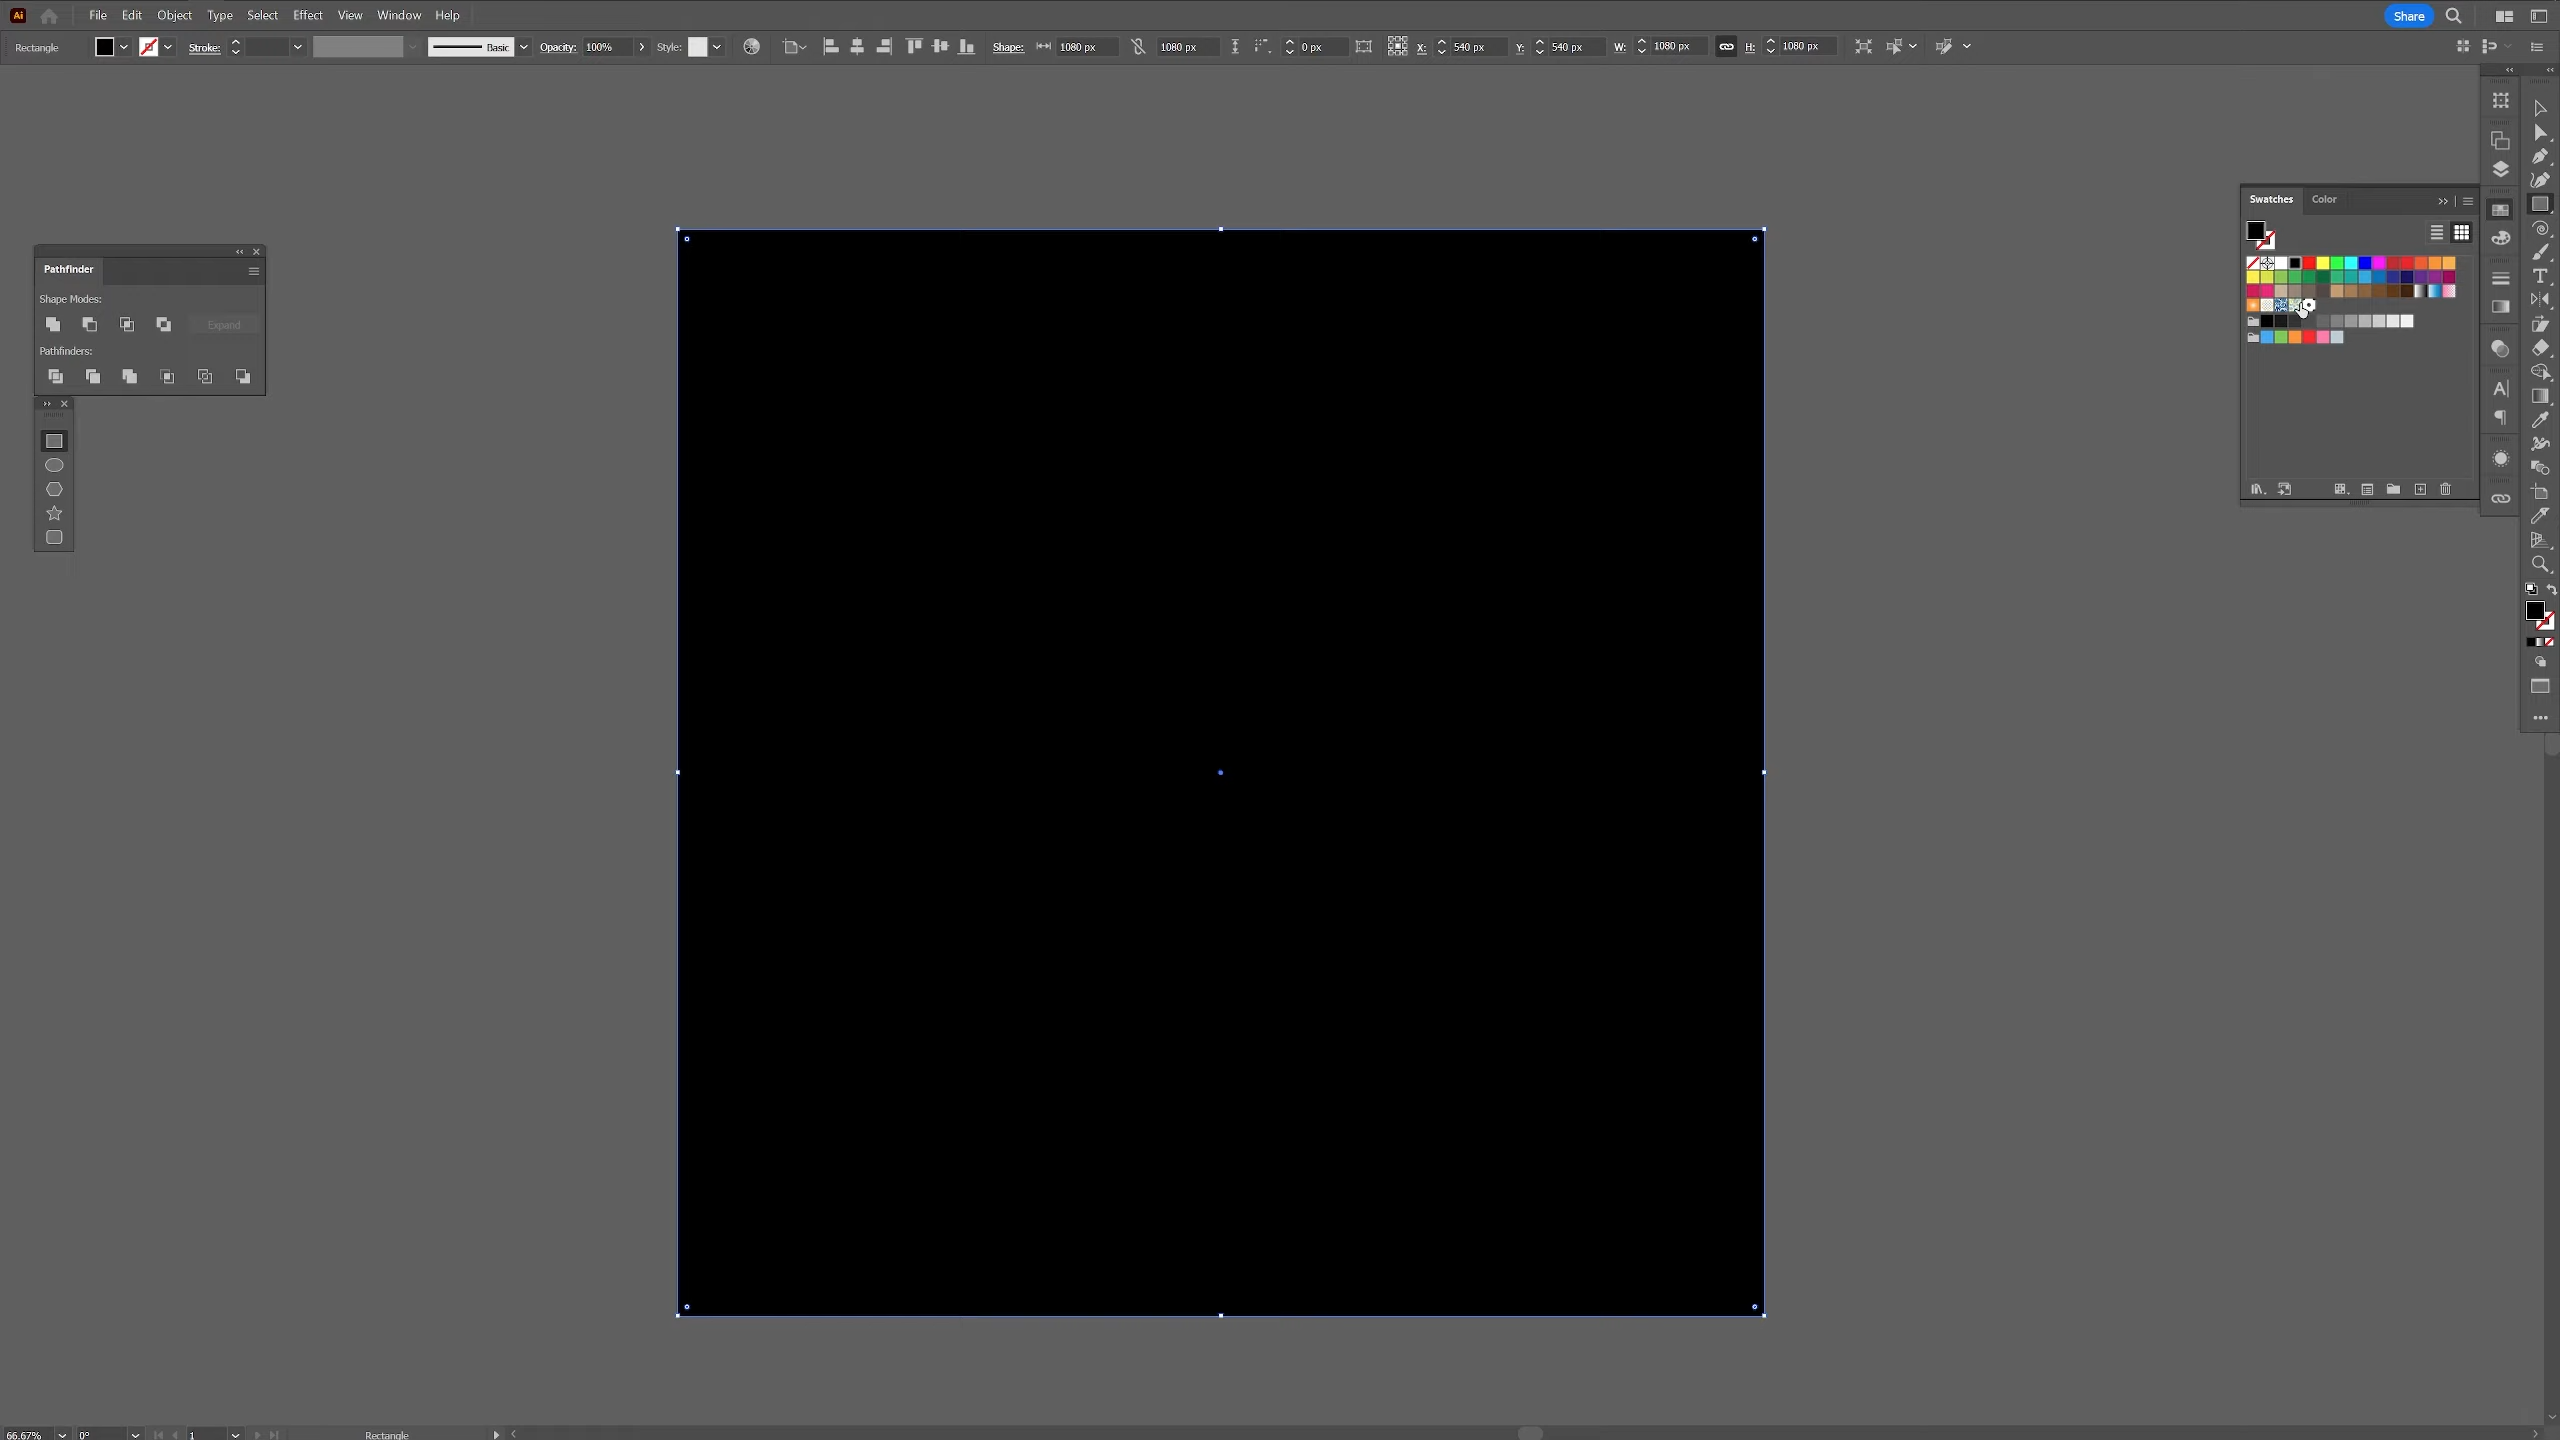 Ai File Edit Object Type Select Effect View Window Help Share
Rectangle Stroke: Basic Opacity: 100% Style: Shape: 1080 px 1080 px 0 px X: 540 px Y: 540 px W: 1080 px H: 1080 px
Swatches Color
Pathfinder
Shape Modes:
Expand
Pathfinders:
66.67% 0° 1 Rectangle